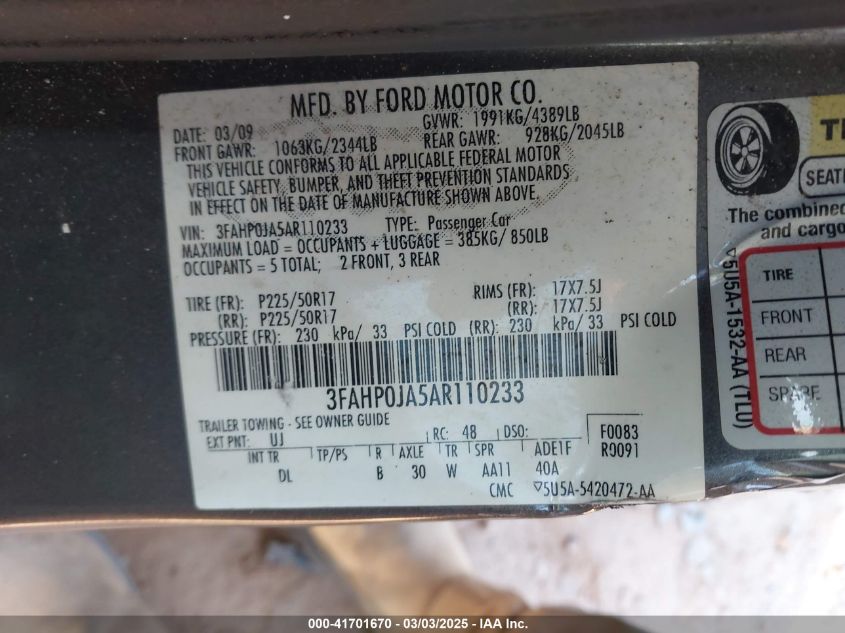 MFD. BY FORD MOTOR CO.
DATE: 03/09 GVWR: 1991KG/4389LB
FRONT GAWR: 1063KG/2344LB REAR GAWR: 928KG/2045LB
THIS VEHICLE CONFORMS TO ALL APPLICABLE FEDERAL MOTOR
VEHICLE SAFETY, BUMPER, AND THEFT PREVENTION STANDARDS
IN EFFECT ON THE DATE OF MANUFACTURE SHOWN ABOVE.
VIN: 3FAHP0JA5AR110233 TYPE: Passenger Car
MAXIMUM LOAD = OCCUPANTS + LUGGAGE = 385KG/ 850LB
OCCUPANTS = 5 TOTAL; 2 FRONT, 3 REAR
TIRE (FR): P225/50R17 RIMS (FR): 17X7.5J
(RR): P225/50R17 (RR): 17X7.5J
PRESSURE (FR): 230 kPa/ 33 PSI COLD (RR): 230 kPa/ 33 PSI COLD
3FAHP0JA5AR110233
TRAILER TOWING - SEE OWNER GUIDE
EXT PNT: UJ RC: 48 DSO: F0083
INT TR TP/PS R AXLE TR SPR ADE1F R0091
DL B 30 W AA11 40A
CMC ▽5U5A-5420472-AA
SEATI
The combined
and cargo
TIRE
FRONT
REAR
SPARE
▽5U5A-1532-AA (TLU)
000-41701670 - 03/03/2025 - IAA Inc.